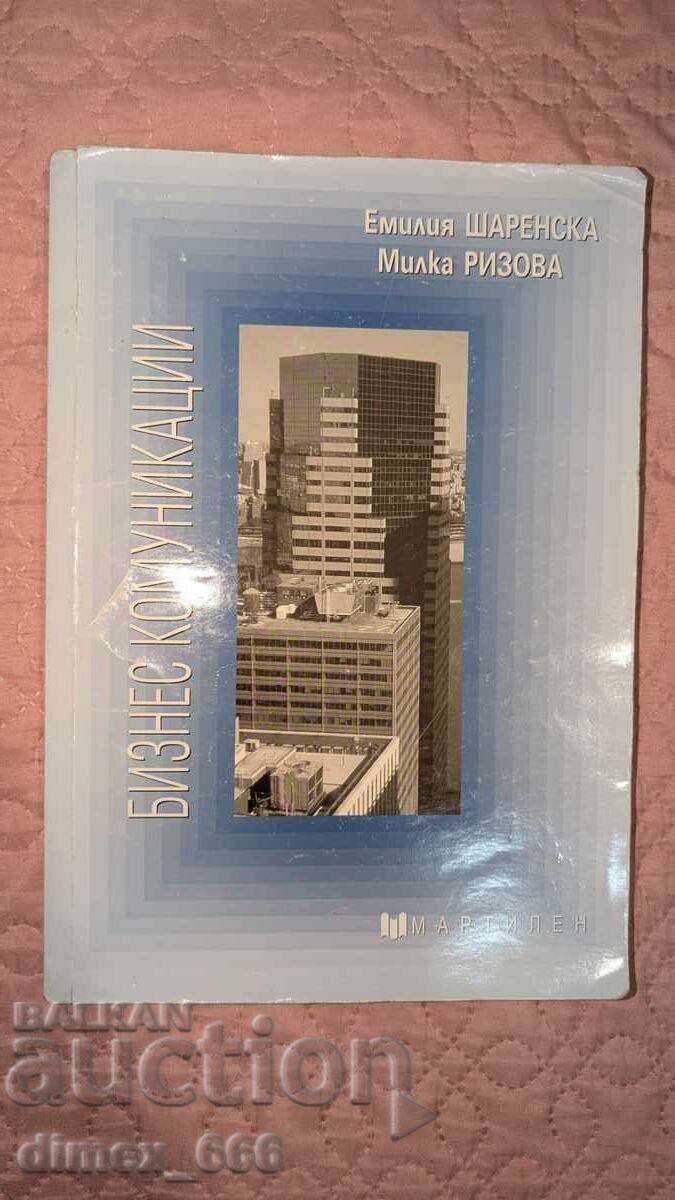 Емилия ШАРЕНСКА
Милка РИЗОВА
БИЗНЕС КОМУНИКАЦИИ
МАРТИЛЕН
BALKAN
auction
dimex_666